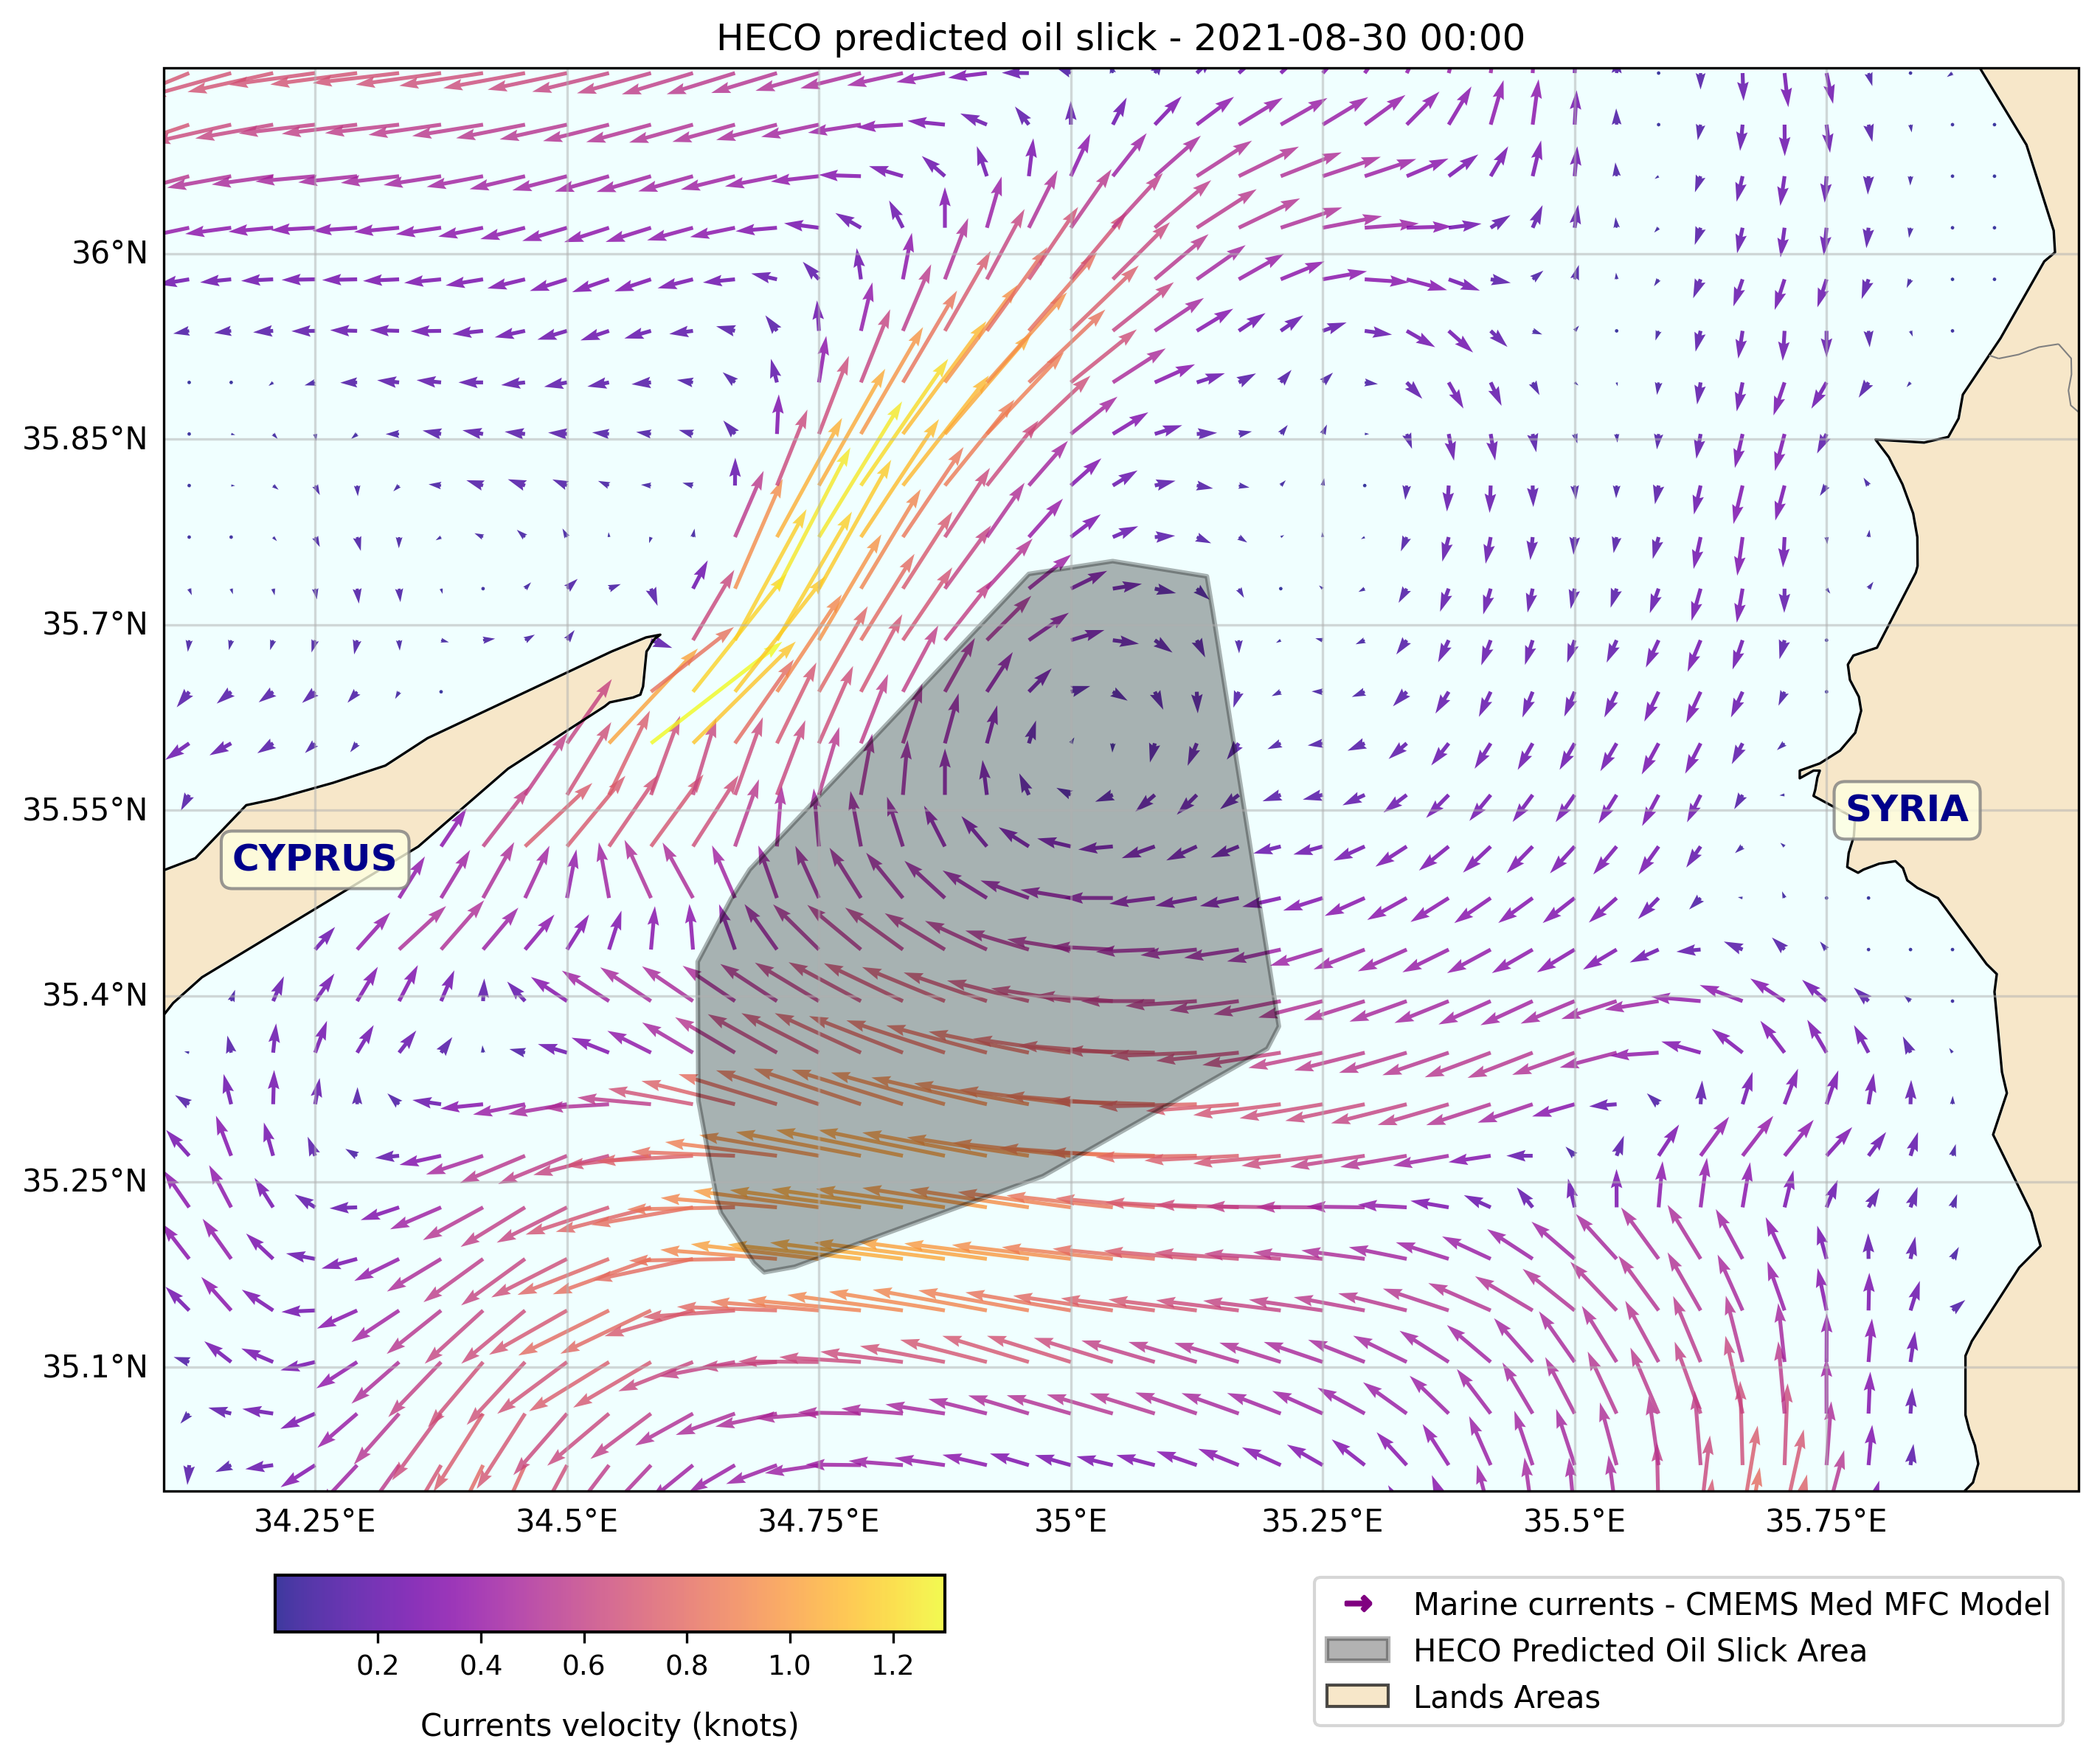 HECO predicted oil slick - 2021-08-30 00:00
36°N
35.85°N
35.7°N
35.55°N
35.4°N
35.25°N
35.1°N
CYPRUS
SYRIA
34.25°E
34.5°E
34.75°E
35°E
35.25°E
35.5°E
35.75°E
0.2
0.4
0.6
0.8
1.0
1.2
Currents velocity (knots)
Marine currents - CMEMS Med MFC Model
HECO Predicted Oil Slick Area
Lands Areas